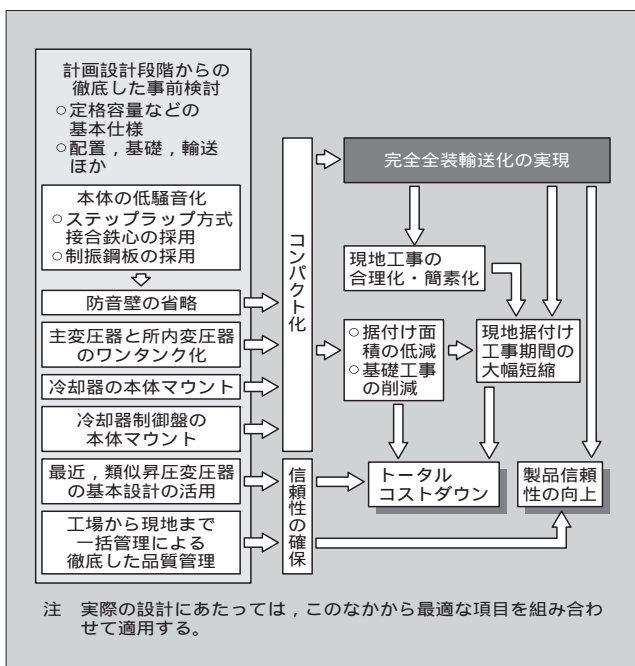 計画設計段階からの
徹底した事前検討
○定格容量などの
基本仕様
○配置，基礎，輸送
ほか
本体の低騒音化
○ステップラップ方式
接合鉄心の採用
○制振鋼板の採用
防音壁の省略
主変圧器と所内変圧器
のワンタンク化
冷却器の本体マウント
冷却器制御盤の
本体マウント
最近，類似昇圧変圧器
の基本設計の活用
工場から現地まで
一括管理による
徹底した品質管理
コンパクト化
信頼性の確保
完全全装輸送化の実現
現地工事の
合理化・簡素化
○据付け面
積の低減
○基礎工事
の削減
現地据付け
工事期間の
大幅短縮
トータル
コストダウン
製品信頼
性の向上
注　実際の設計にあたっては，このなかから最適な項目を組み合わ
せて適用する。